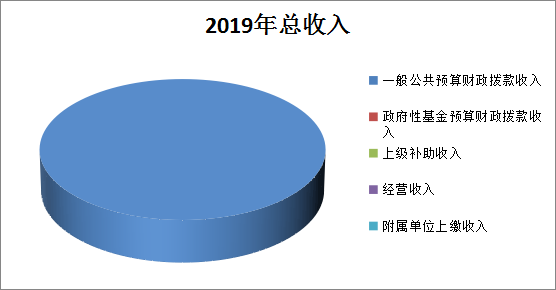 2019年总收入
一般公共预算财政拨款收入
政府性基金预算财政拨款收
入
上级补助收入
经营收入
附属单位上缴收入